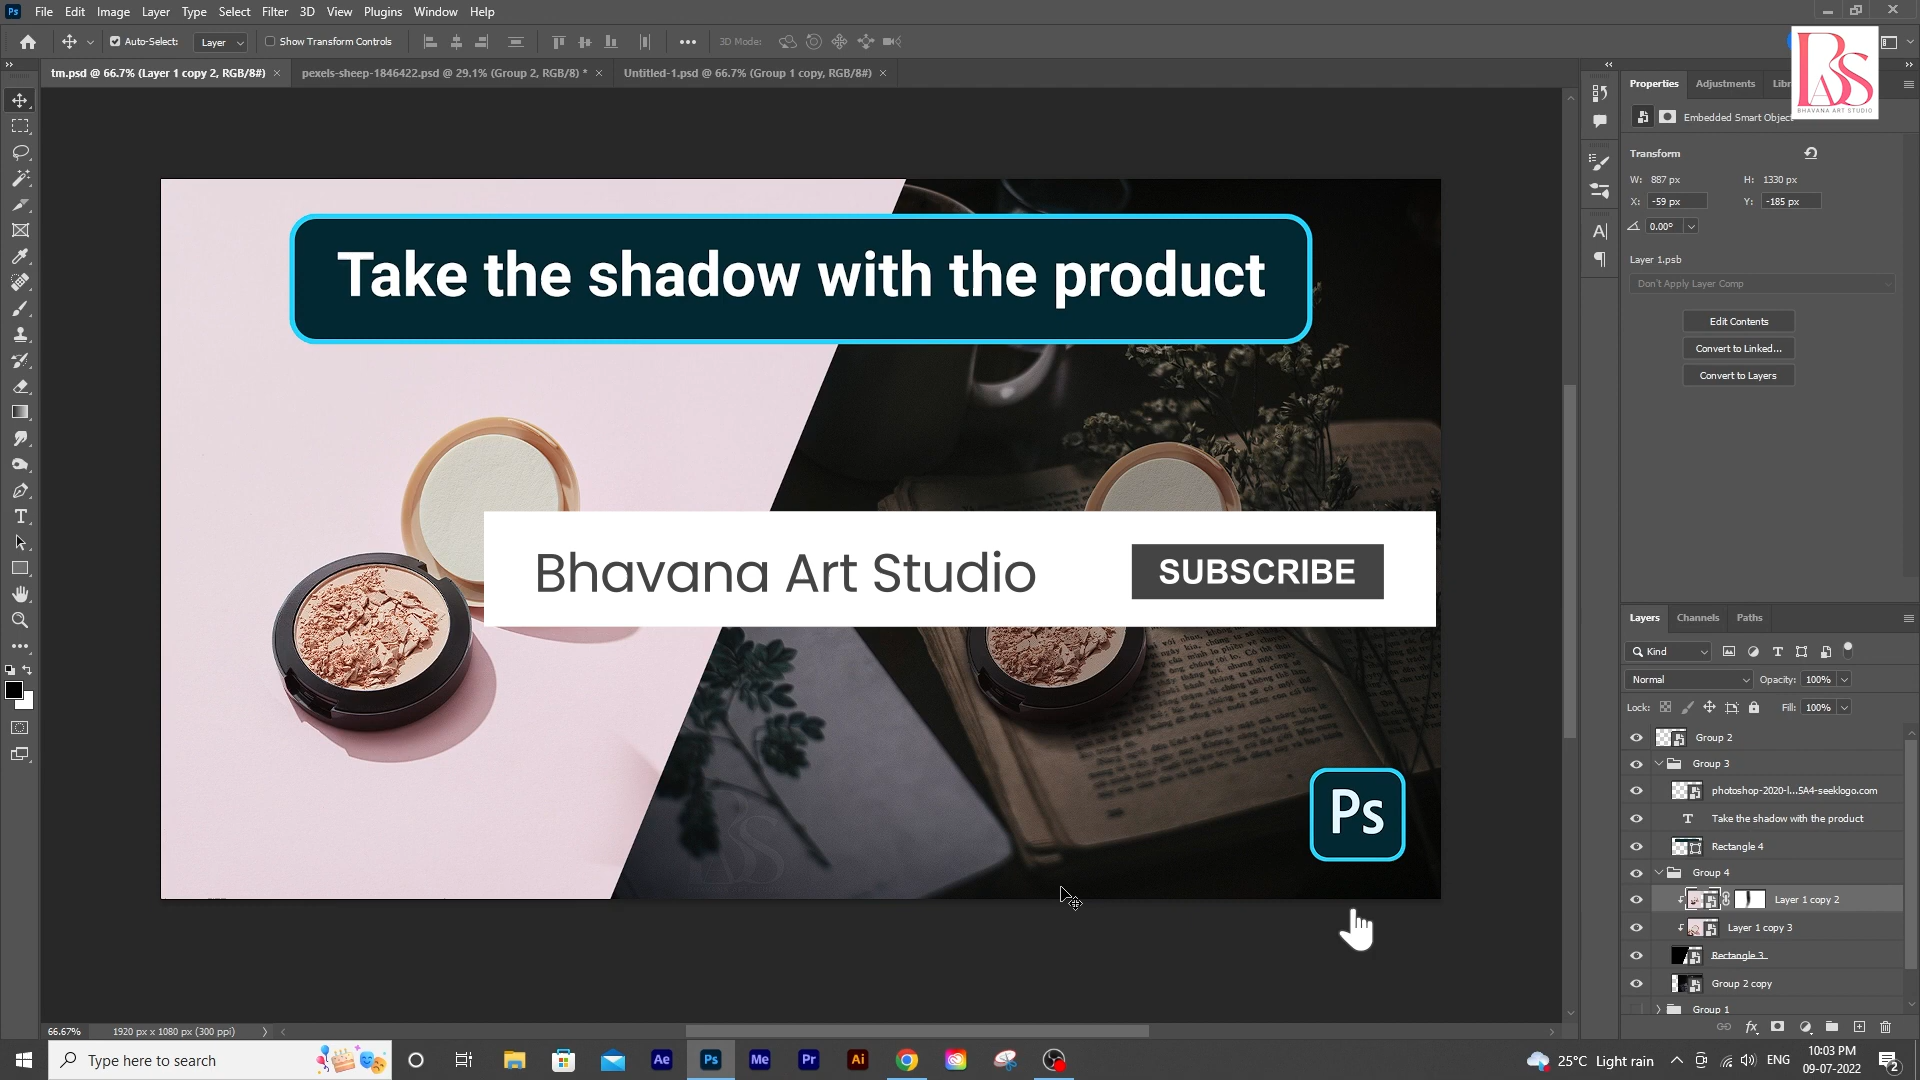 Ps File Edit Image Layer Type Select Filter 3D View Plugins Window Help
Auto-Select: Layer Show Transform Controls 3D Mode:
tm.psd @ 66.7% (Layer 1 copy 2, RGB/8#) × pexels-sheep-1846422.psd @ 29.1% (Group 2, RGB/8) * × Untitled-1.psd @ 66.7% (Group 1 copy, RGB/8#) ×
Properties Adjustments Libr
BAS
BHAVANA ART STUDIO
Embedded Smart Object
Transform
W: 887 px H: 1330 px
X: -59 px Y: -185 px
0.00°
Layer 1.psb
Don't Apply Layer Comp
Edit Contents
Convert to Linked...
Convert to Layers
Take the shadow with the product
Bhavana Art Studio
SUBSCRIBE
Ps
Layers Channels Paths
Kind
Normal Opacity: 100%
Lock: Fill: 100%
Group 2
Group 3
photoshop-2020-l...5A4-seeklogo.com
Take the shadow with the product
Rectangle 4
Group 4
Layer 1 copy 2
Layer 1 copy 3
Rectangle 3
Group 2 copy
Group 1
66.67% 1920 px x 1080 px (300 ppi)
Type here to search
Ae Ps Me Pr Ai
25°C Light rain ENG
10:03 PM
09-07-2022
2